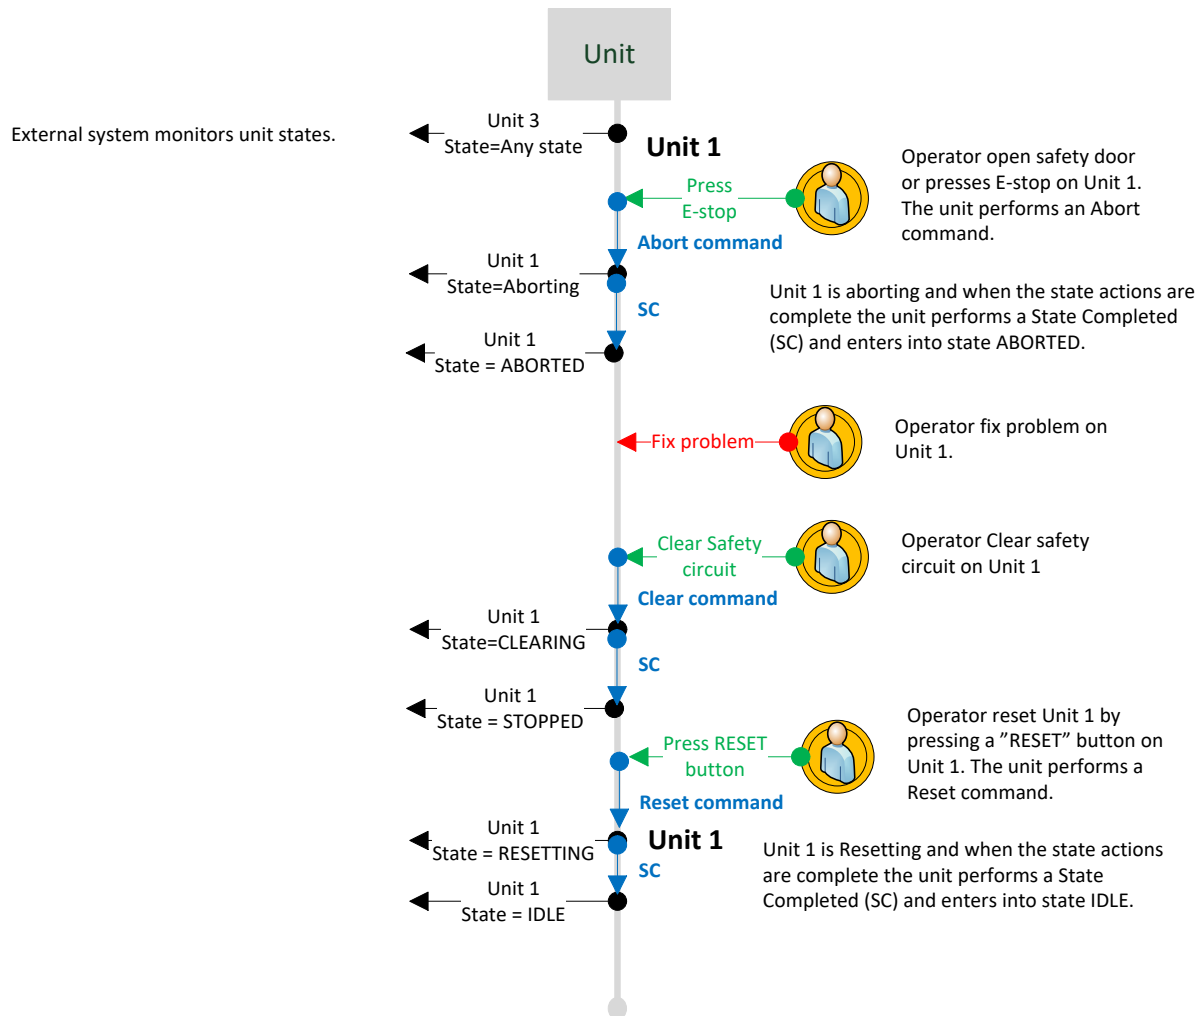 Unit
External system monitors unit states.
Unit 3
State=Any state
Unit 1
Press
E-stop
Operator open safety door
or presses E-stop on Unit 1.
The unit performs an Abort
command.
Abort command
Unit 1
State=Aborting
SC
Unit 1 is aborting and when the state actions are
complete the unit performs a State Completed
(SC) and enters into state ABORTED.
Unit 1
State = ABORTED
Fix problem
Operator fix problem on
Unit 1.
Clear Safety
circuit
Operator Clear safety
circuit on Unit 1
Clear command
Unit 1
State=CLEARING
SC
Unit 1
State = STOPPED
Press RESET
button
Operator reset Unit 1 by
pressing a ”RESET” button on
Unit 1. The unit performs a
Reset command.
Reset command
Unit 1
State = RESETTING
Unit 1
SC
Unit 1 is Resetting and when the state actions
are complete the unit performs a State
Completed (SC) and enters into state IDLE.
Unit 1
State = IDLE